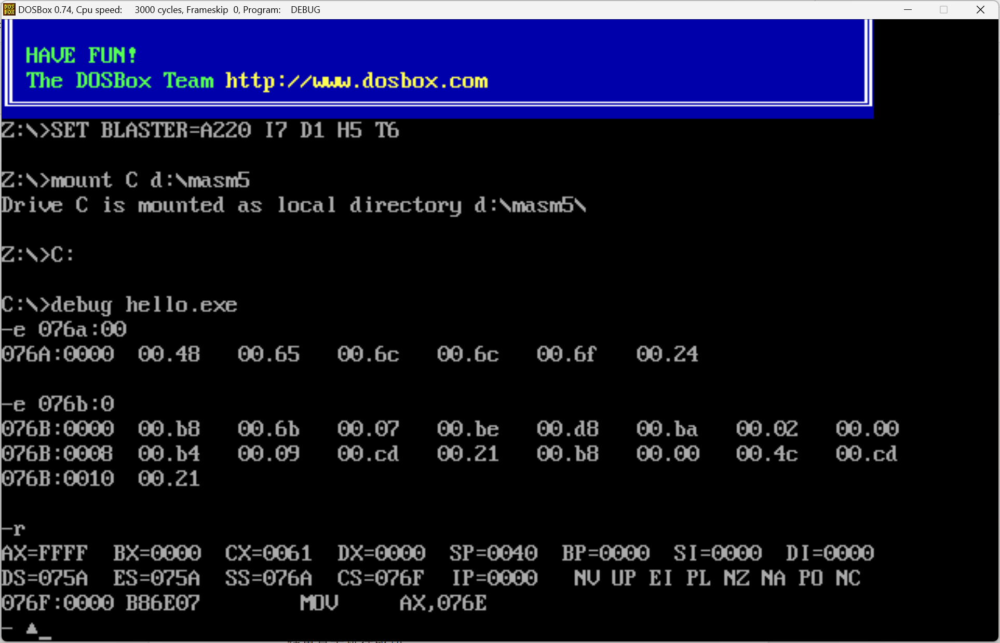 DOSBox 0.74, Cpu speed: 3000 cycles, Frameskip 0, Program: DEBUG
HAVE FUN!
The DOSBox Team http://www.dosbox.com
Z:\>SET BLASTER=A220 I7 D1 H5 T6
Z:\>mount C d:\masm5
Drive C is mounted as local directory d:\masm5\
Z:\>C:
C:\>debug hello.exe
-e 076a:00
076A:0000 00.48 00.65 00.6c 00.6c 00.6f 00.24
-e 076b:0
076B:0000 00.b8 00.6b 00.07 00.be 00.d8 00.ba 00.02 00.00
076B:0008 00.b4 00.09 00.cd 00.21 00.b8 00.00 00.4c 00.cd
076B:0010 00.21
-r
AX=FFFF BX=0000 CX=0061 DX=0000 SP=0040 BP=0000 SI=0000 DI=0000
DS=075A ES=075A SS=076A CS=076F IP=0000 NV UP EI PL NZ NA PO NC
076F:0000 B86E07 MOV AX,076E
- ▲_